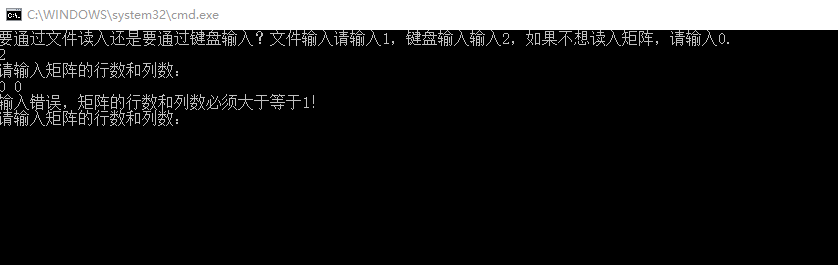 C:\WINDOWS\system32\cmd.exe
要通过文件读入还是要通过键盘输入？文件输入请输入1，键盘输入输入2，如果不想读入矩阵，请输入0.
2
请输入矩阵的行数和列数：
0 0
输入错误，矩阵的行数和列数必须大于等于1!
请输入矩阵的行数和列数：